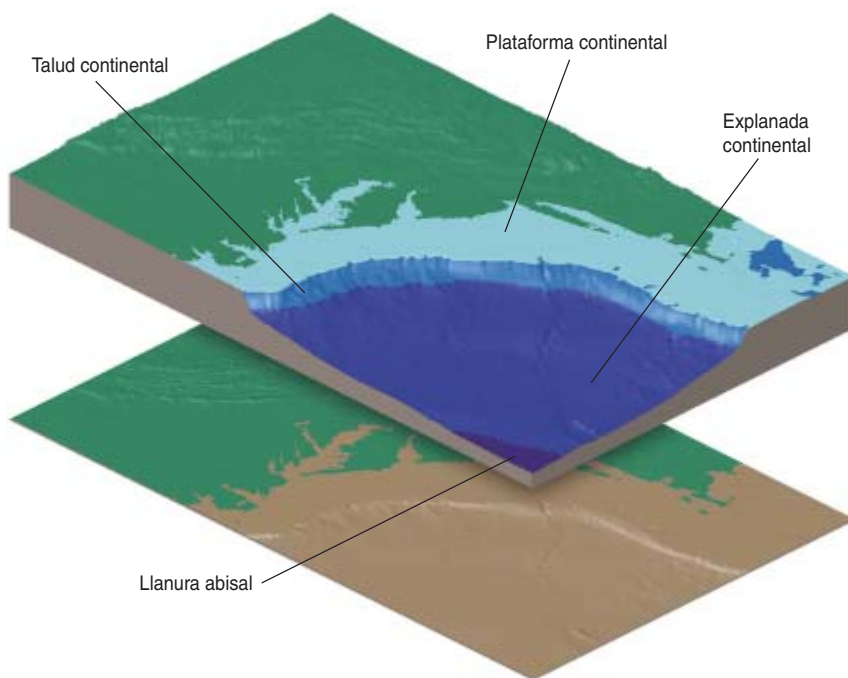 Plataforma continental
Talud continental
Explanada
continental
Llanura abisal